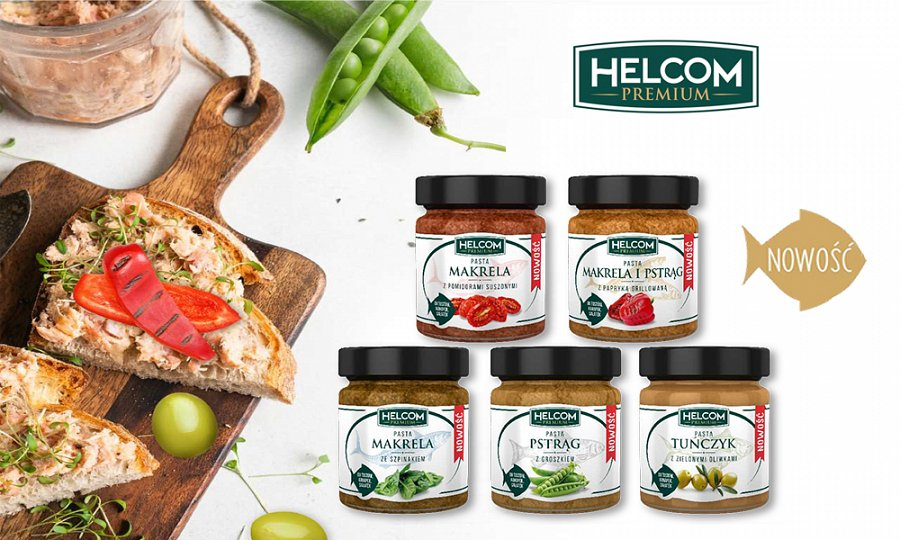 HELCOM
PREMIUM
NOWOŚĆ
HELCOM
PREMIUM
PASTA
MAKRELA
Z POMIDORAMI SUSZONYMI
NOWOŚĆ
HELCOM
PREMIUM
PASTA
MAKRELA I PSTRĄG
Z PAPRYKĄ GRILLOWANĄ
NOWOŚĆ
HELCOM
PREMIUM
PASTA
MAKRELA
ZE SZPINAKIEM
NOWOŚĆ
HELCOM
PREMIUM
PASTA
PSTRĄG
Z GROSZKIEM
NOWOŚĆ
HELCOM
PREMIUM
PASTA
TUŃCZYK
Z ZIELONYMI OLIWKAMI
NOWOŚĆ